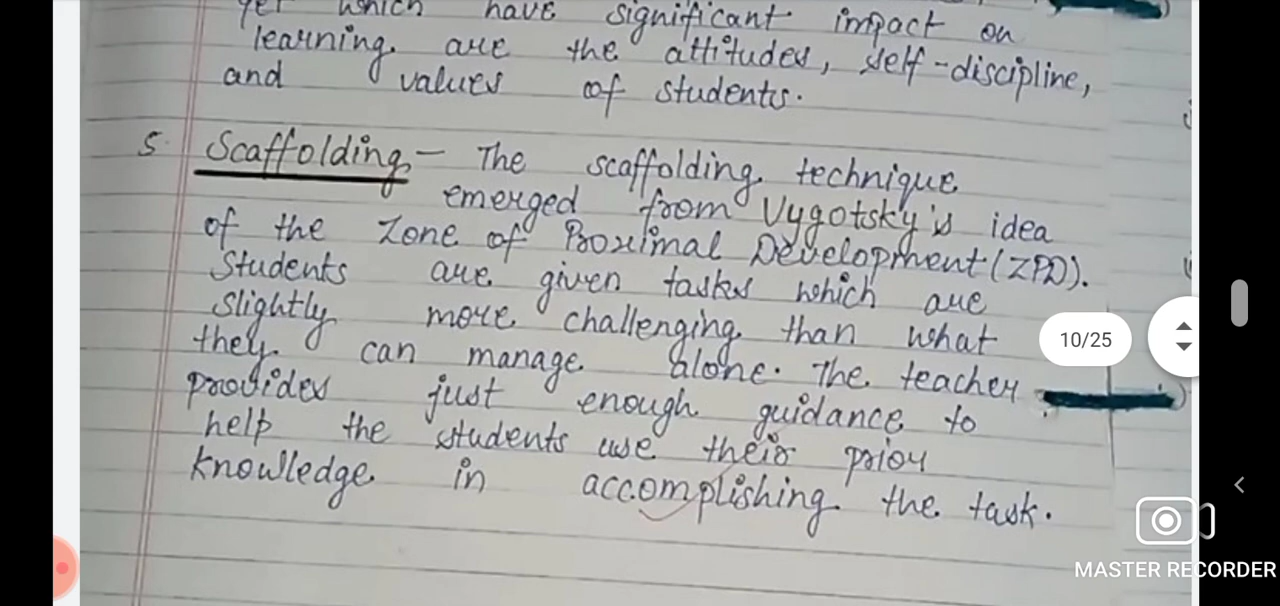 yet which have significant impact on
learning are the attitudes, self-discipline,
and values of students.
5. Scaffolding - The scaffolding technique
emerged from Vygotsky's idea
of the Zone of Proximal Development (ZPD).
Students are given tasks which are
slightly more challenging than what
they can manage alone. The teacher
provides just enough guidance to
help the students use their prior
knowledge in accomplishing the task.
10/25
MASTER RECORDER